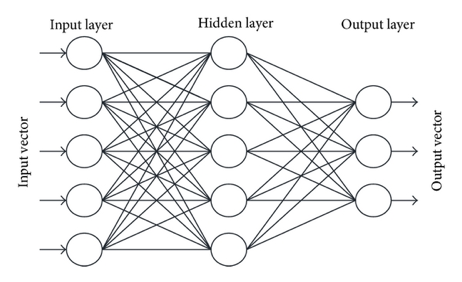 Input layer
Hidden layer
Output layer
Input vector
Output vector